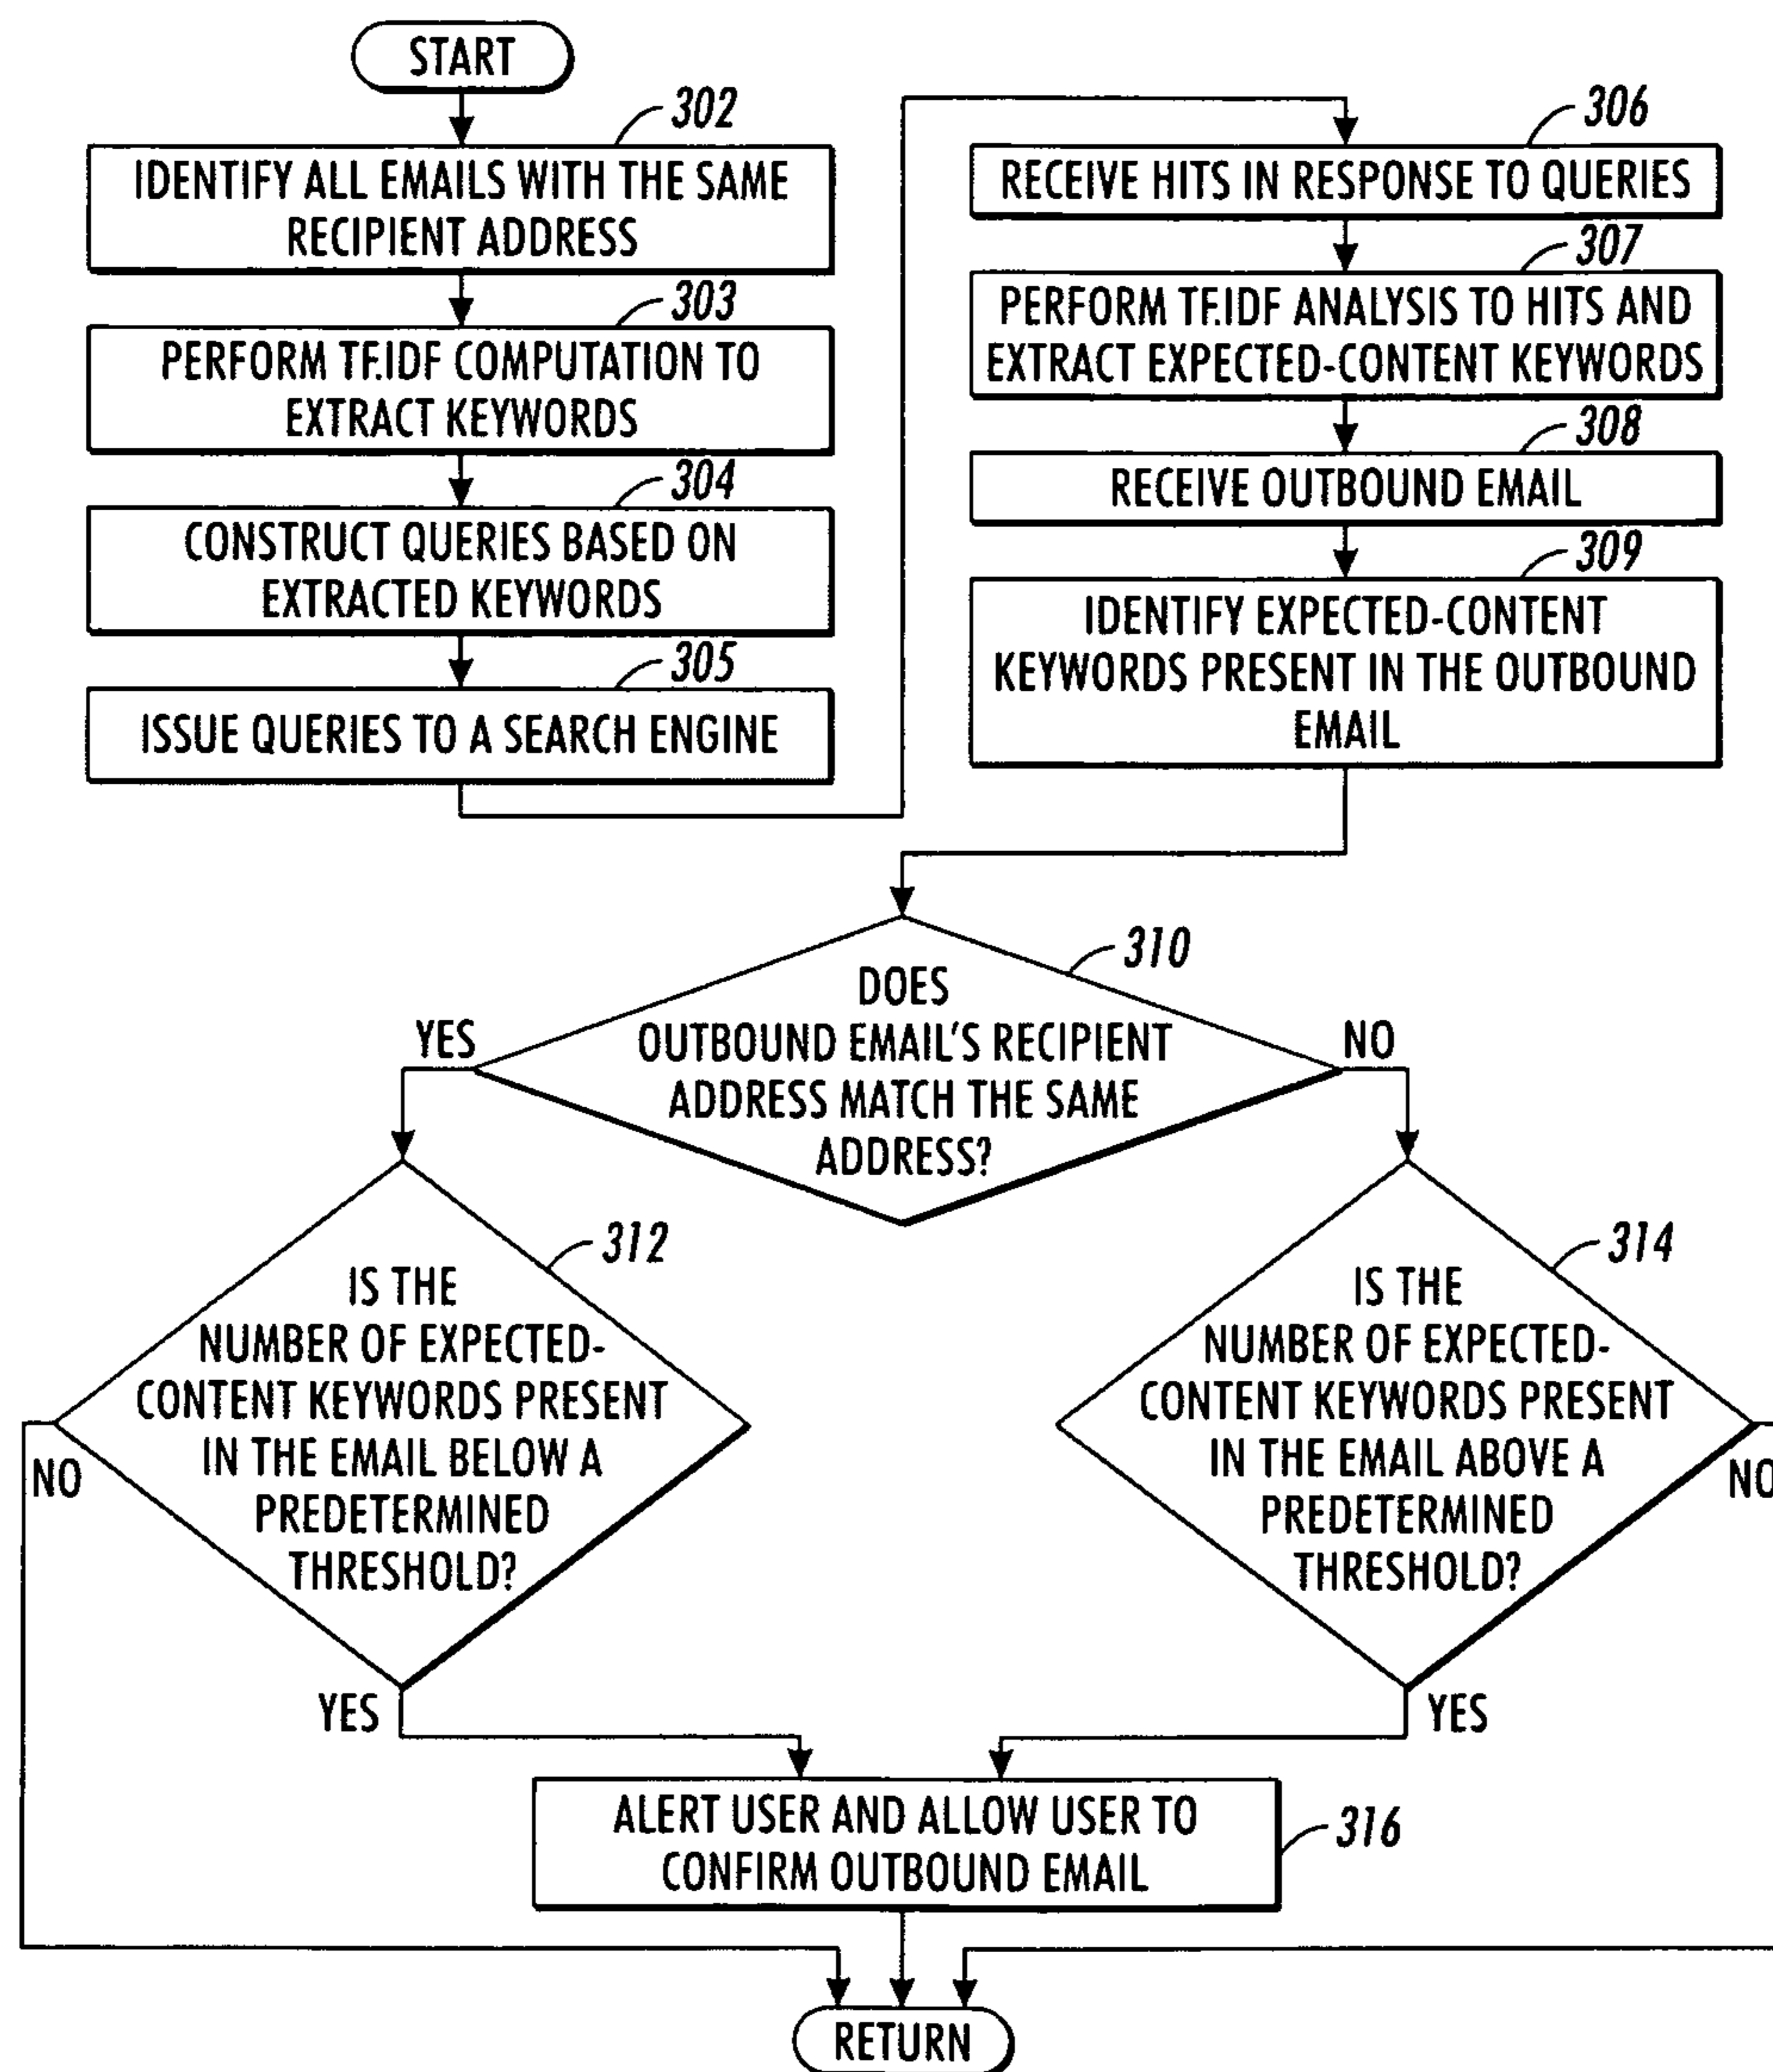 START
302
IDENTIFY ALL EMAILS WITH THE SAME
RECIPIENT ADDRESS
303
PERFORM TF.IDF COMPUTATION TO
EXTRACT KEYWORDS
304
CONSTRUCT QUERIES BASED ON
EXTRACTED KEYWORDS
305
ISSUE QUERIES TO A SEARCH ENGINE
306
RECEIVE HITS IN RESPONSE TO QUERIES
307
PERFORM TF.IDF ANALYSIS TO HITS AND
EXTRACT EXPECTED-CONTENT KEYWORDS
308
RECEIVE OUTBOUND EMAIL
309
IDENTIFY EXPECTED-CONTENT
KEYWORDS PRESENT IN THE OUTBOUND
EMAIL
310
DOES
OUTBOUND EMAIL'S RECIPIENT
ADDRESS MATCH THE SAME
ADDRESS?
YES
NO
312
IS THE
NUMBER OF EXPECTED-
CONTENT KEYWORDS PRESENT
IN THE EMAIL BELOW A
PREDETERMINED
THRESHOLD?
NO
YES
314
IS THE
NUMBER OF EXPECTED-
CONTENT KEYWORDS PRESENT
IN THE EMAIL ABOVE A
PREDETERMINED
THRESHOLD?
NO
YES
316
ALERT USER AND ALLOW USER TO
CONFIRM OUTBOUND EMAIL
RETURN